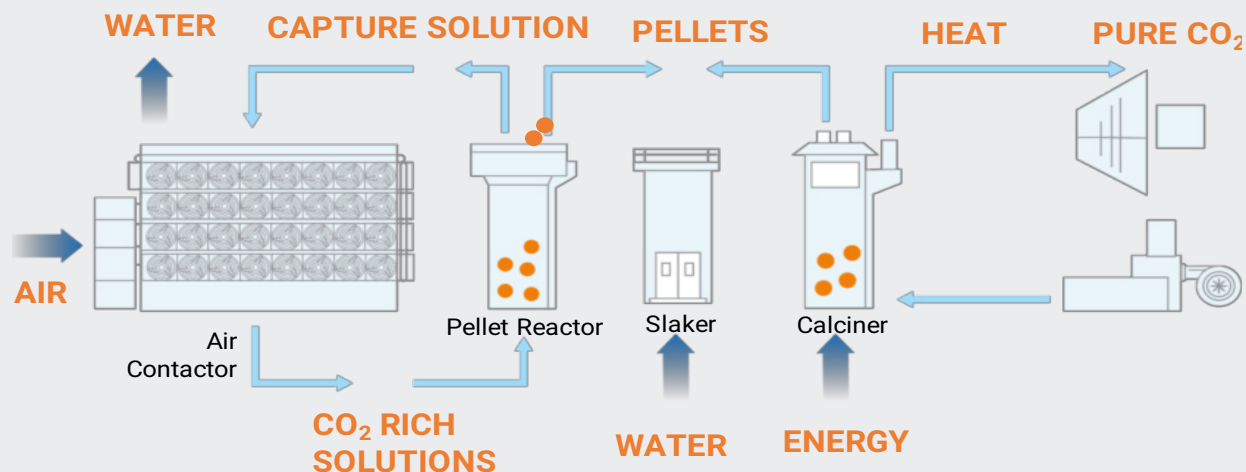 WATER
CAPTURE SOLUTION
PELLETS
HEAT
PURE CO₂
AIR
Air
Contactor
Pellet Reactor
Slaker
Calciner
CO₂ RICH
SOLUTIONS
WATER
ENERGY